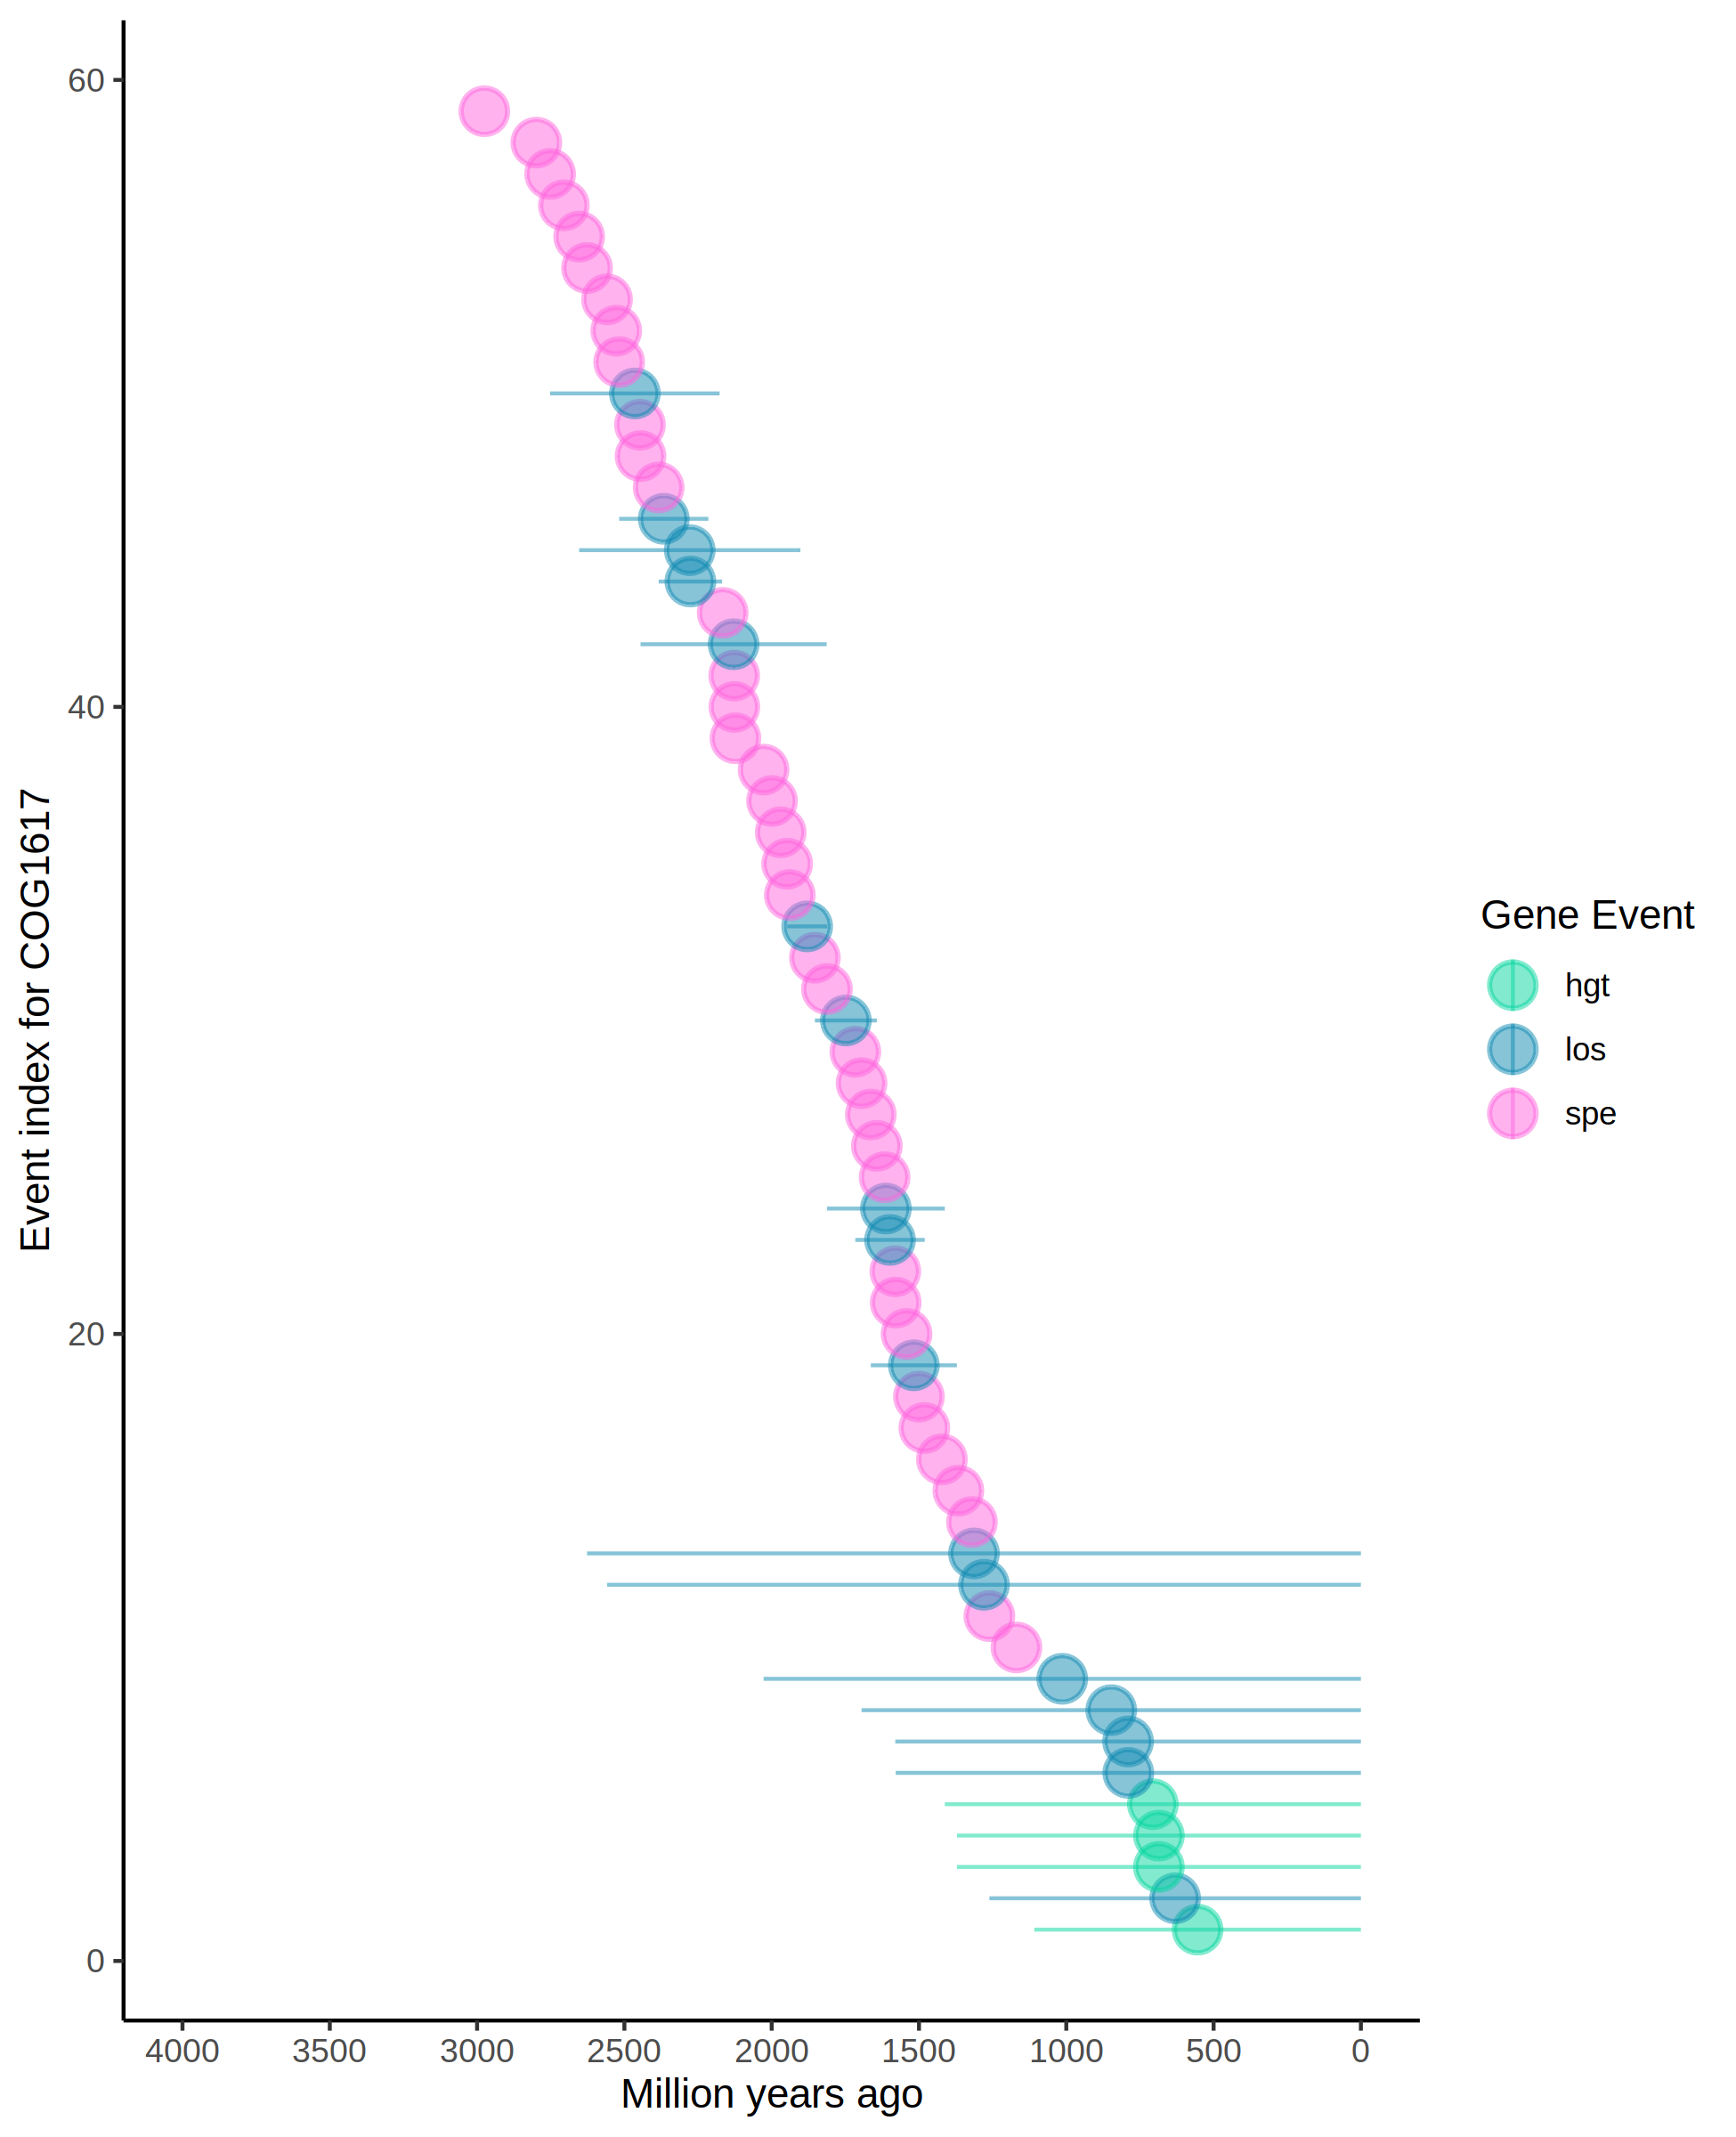 60
40
20
0
Event index for COG1617
4000 3500 3000 2500 2000 1500 1000 500 0
Million years ago
Gene Event
hgt
los
spe